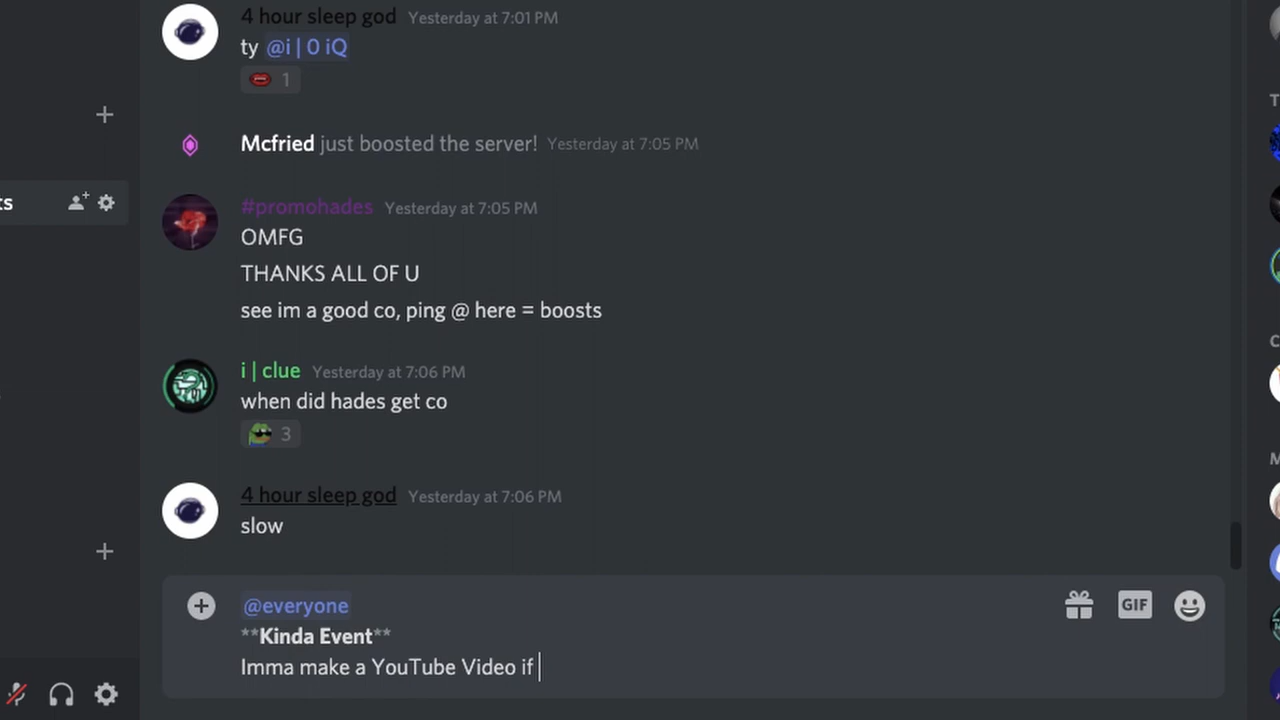 4 hour sleep god Yesterday at 7:01 PM
ty @i | 0 iQ
1
Mcfried just boosted the server! Yesterday at 7:05 PM
#promohades Yesterday at 7:05 PM
OMFG
THANKS ALL OF U
see im a good co, ping @ here = boosts
i | clue Yesterday at 7:06 PM
when did hades get co
3
4 hour sleep god Yesterday at 7:06 PM
slow
@everyone
GIF
**Kinda Event**
Imma make a YouTube Video if